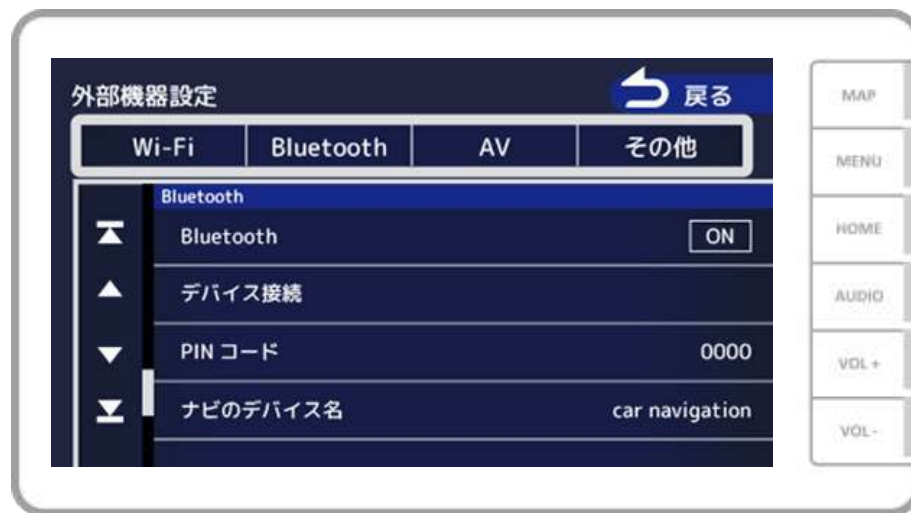 外部機器設定
戻る
Wi-Fi
Bluetooth
AV
その他
Bluetooth
Bluetooth
ON
デバイス接続
PIN コード
0000
ナビのデバイス名
car navigation
MAP
MENU
HOME
AUDIO
VOL +
VOL -